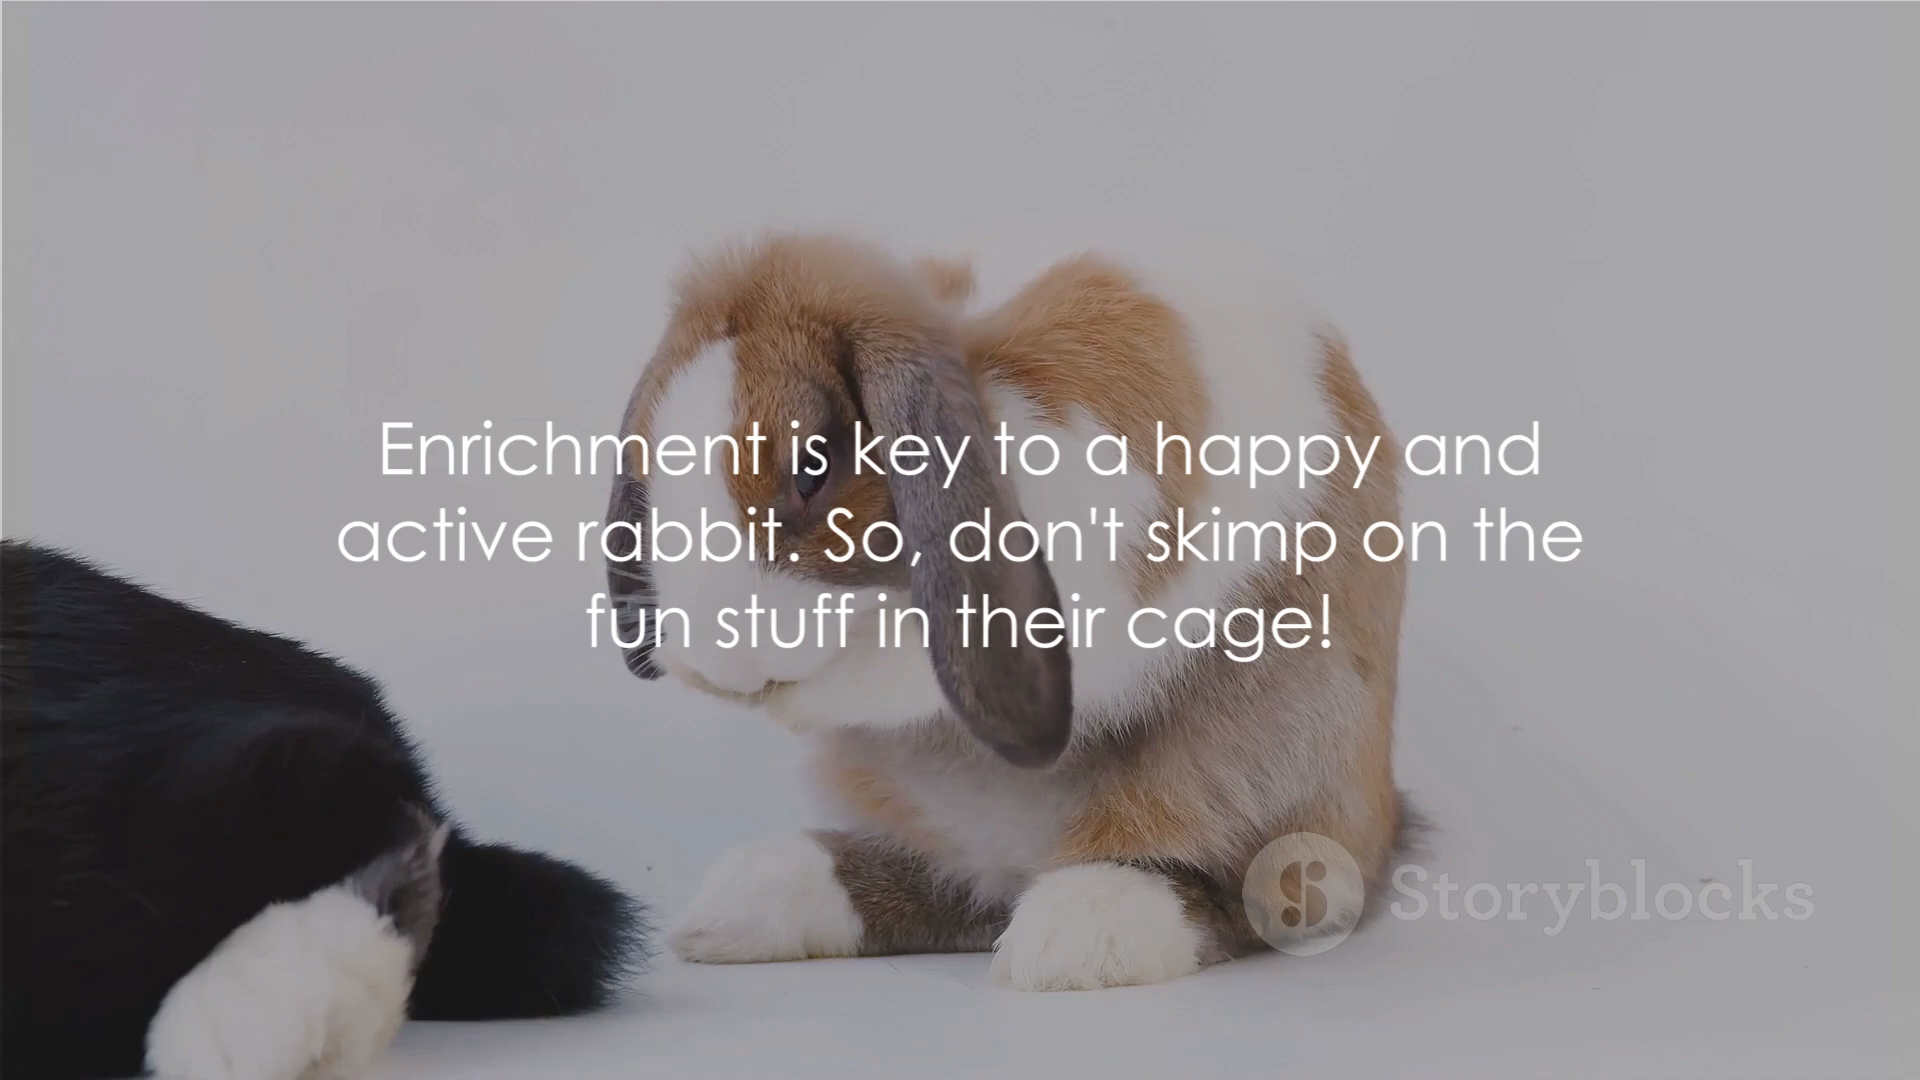 Enrichment is key to a happy and
active rabbit. So, don't skimp on the
fun stuff in their cage!
Storyblocks